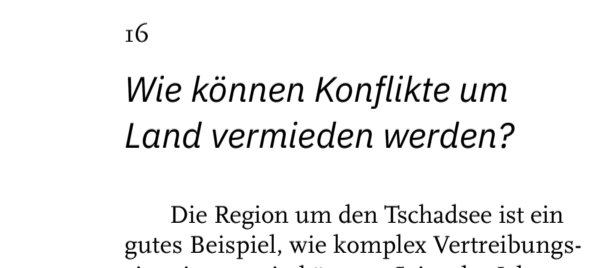 16
Wie können Konflikte um
Land vermieden werden?
Die Region um den Tschadsee ist ein
gutes Beispiel, wie komplex Vertreibungs-